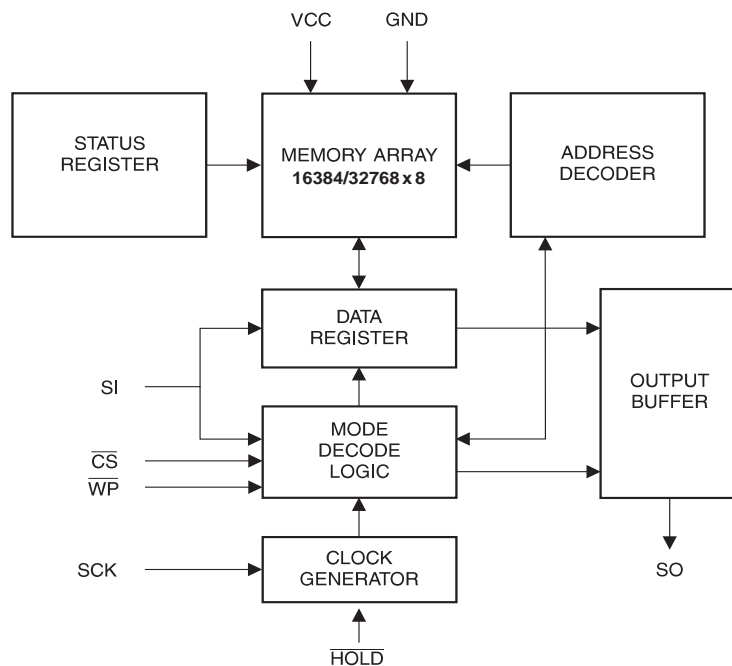 VCC GND
STATUS
REGISTER
MEMORY ARRAY
16384/32768 x 8
ADDRESS
DECODER
DATA
REGISTER
OUTPUT
BUFFER
SI
MODE
DECODE
LOGIC
CS
WP
SCK
CLOCK
GENERATOR
SO
HOLD